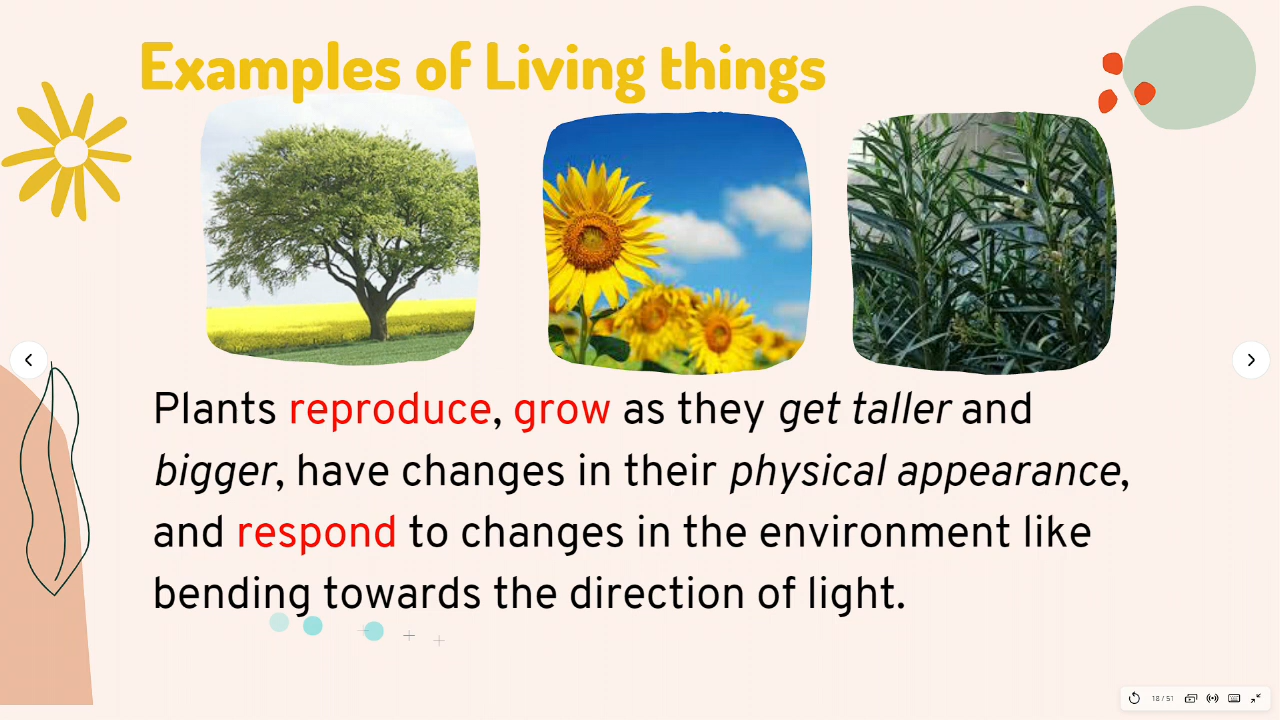 Examples of Living things
Plants reproduce, grow as they get taller and
bigger, have changes in their physical appearance,
and respond to changes in the environment like
bending towards the direction of light.
18 / 51